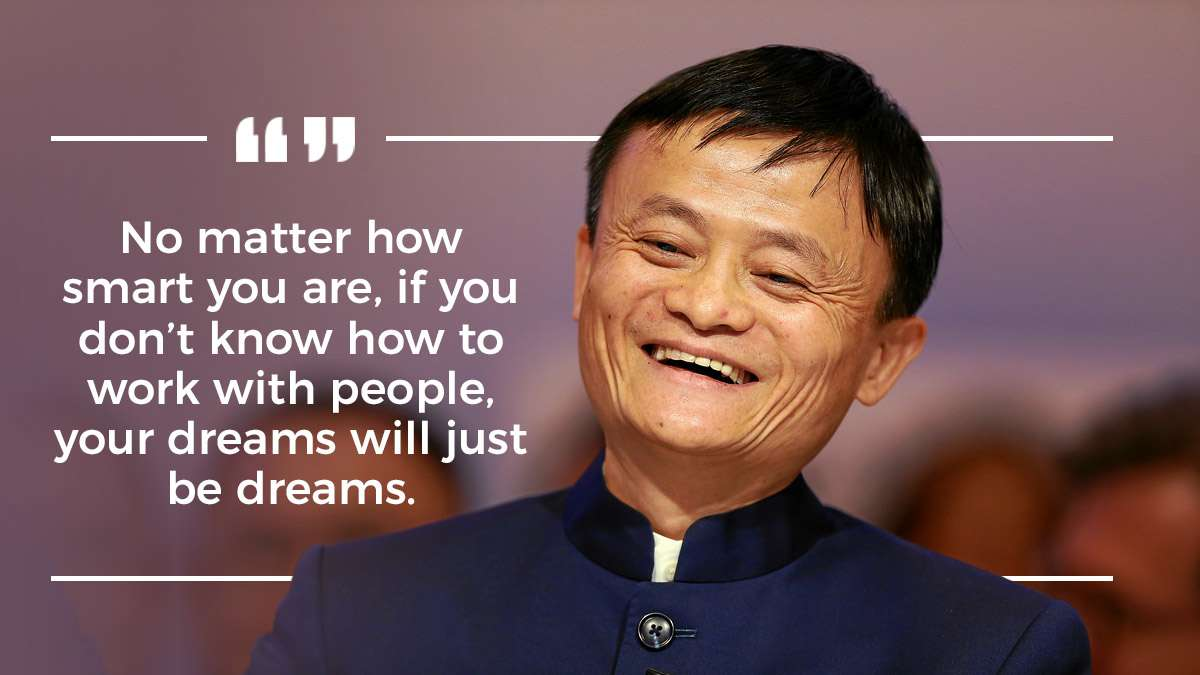 No matter how
smart you are, if you
don’t know how to
work with people,
your dreams will just
be dreams.